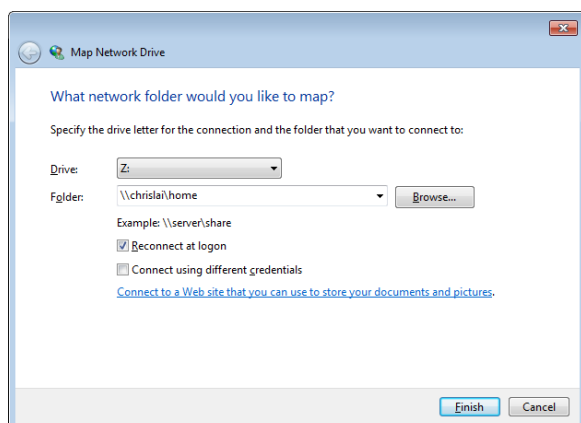 Map Network Drive
What network folder would you like to map?
Specify the drive letter for the connection and the folder that you want to connect to:
Drive: Z:
Folder: \\chrislai\home Browse...
Example: \\server\share
Reconnect at logon
Connect using different credentials
Connect to a Web site that you can use to store your documents and pictures.
Finish Cancel